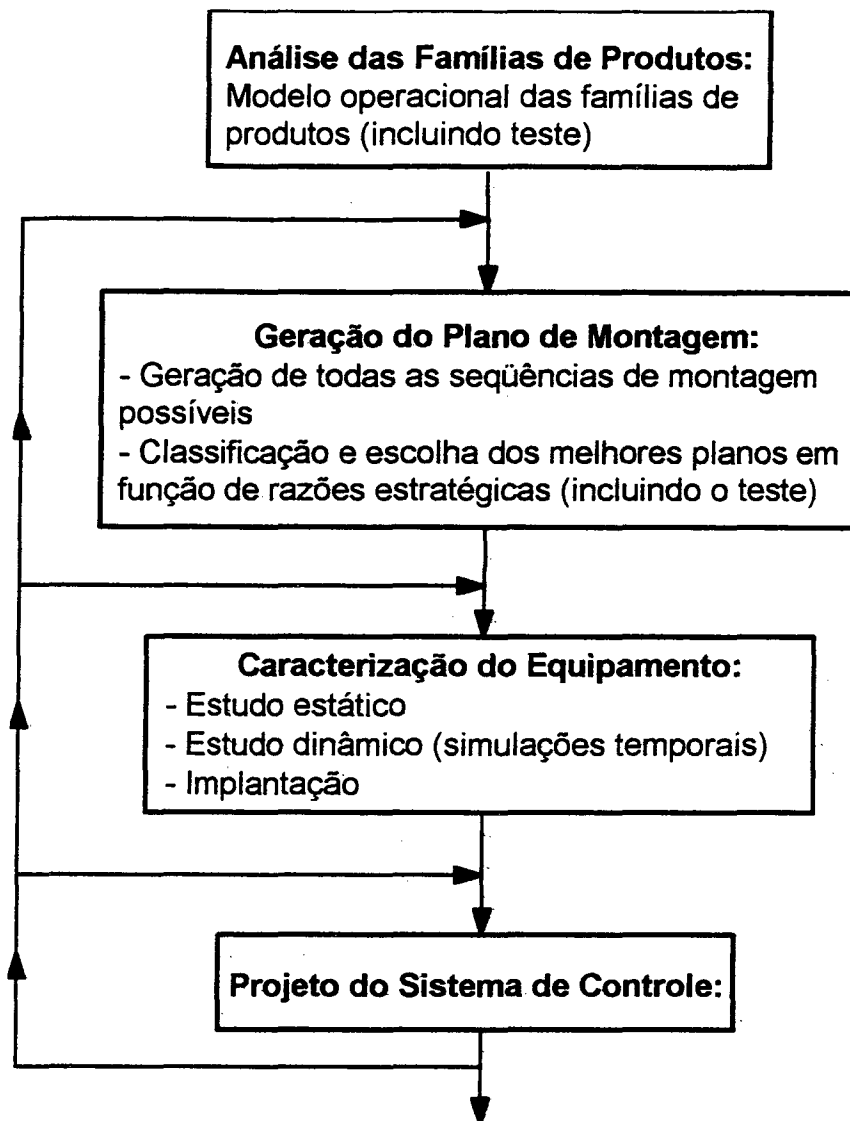 Análise das Famílias de Produtos:
Modelo operacional das famílias de
produtos (incluindo teste)
Geração do Plano de Montagem:
- Geração de todas as seqüências de montagem
possíveis
- Classificação e escolha dos melhores planos em
função de razões estratégicas (incluindo o teste)
Caracterização do Equipamento:
- Estudo estático
- Estudo dinâmico (simulações temporais)
- Implantação
Projeto do Sistema de Controle: